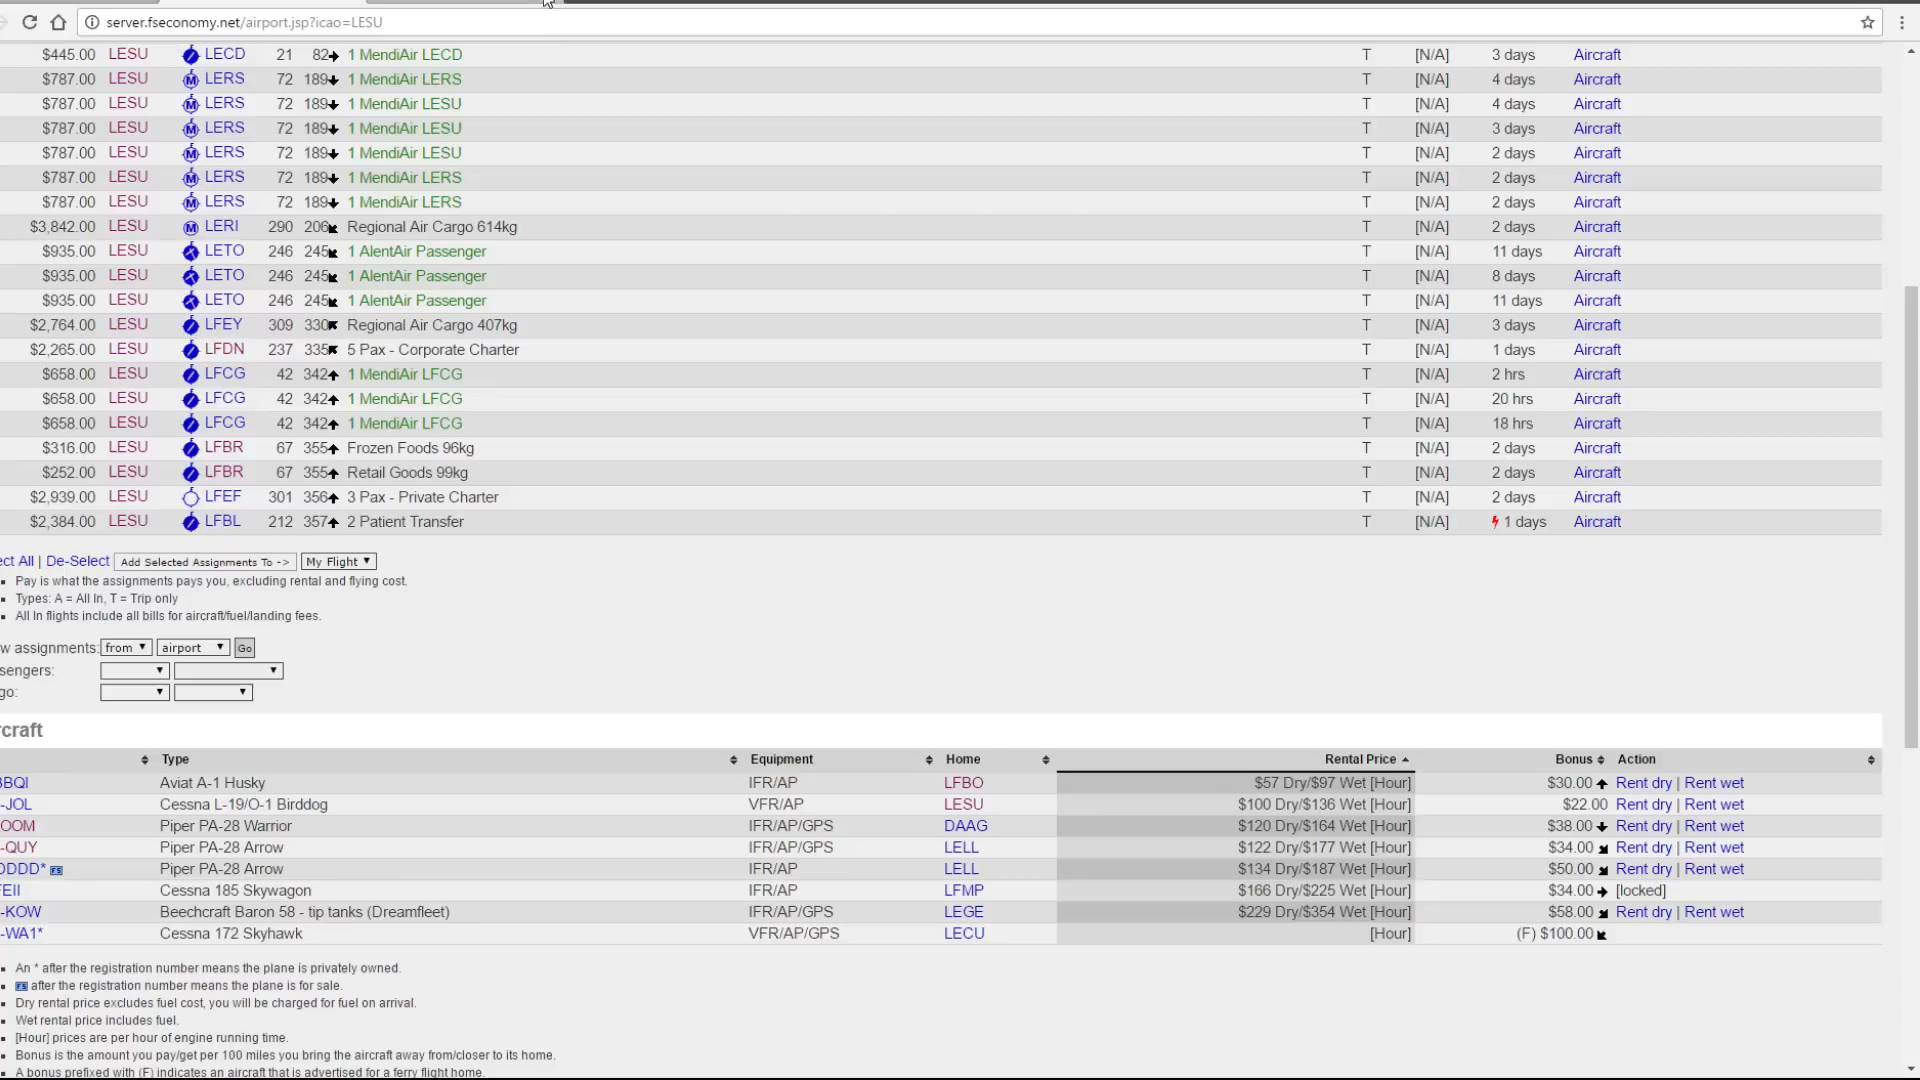 server.fseconomy.net/airport.jsp?icao=LESU
$445.00 LESU LECD 21 82 1 MendiAir LECD T [N/A] 3 days Aircraft
$787.00 LESU M LERS 72 189 1 MendiAir LERS T [N/A] 4 days Aircraft
$787.00 LESU M LERS 72 189 1 MendiAir LESU T [N/A] 4 days Aircraft
$787.00 LESU M LERS 72 189 1 MendiAir LESU T [N/A] 3 days Aircraft
$787.00 LESU M LERS 72 189 1 MendiAir LESU T [N/A] 2 days Aircraft
$787.00 LESU M LERS 72 189 1 MendiAir LERS T [N/A] 2 days Aircraft
$787.00 LESU M LERS 72 189 1 MendiAir LERS T [N/A] 2 days Aircraft
$3,842.00 LESU M LERI 290 206 Regional Air Cargo 614kg T [N/A] 2 days Aircraft
$935.00 LESU LETO 246 245 1 AlentAir Passenger T [N/A] 11 days Aircraft
$935.00 LESU LETO 246 245 1 AlentAir Passenger T [N/A] 8 days Aircraft
$935.00 LESU LETO 246 245 1 AlentAir Passenger T [N/A] 11 days Aircraft
$2,764.00 LESU LFEY 309 330 Regional Air Cargo 407kg T [N/A] 3 days Aircraft
$2,265.00 LESU LFDN 237 335 5 Pax - Corporate Charter T [N/A] 1 days Aircraft
$658.00 LESU LFCG 42 342 1 MendiAir LFCG T [N/A] 2 hrs Aircraft
$658.00 LESU LFCG 42 342 1 MendiAir LFCG T [N/A] 20 hrs Aircraft
$658.00 LESU LFCG 42 342 1 MendiAir LFCG T [N/A] 18 hrs Aircraft
$316.00 LESU LFBR 67 355 Frozen Foods 96kg T [N/A] 2 days Aircraft
$252.00 LESU LFBR 67 355 Retail Goods 99kg T [N/A] 2 days Aircraft
$2,939.00 LESU LFEF 301 356 3 Pax - Private Charter T [N/A] 2 days Aircraft
$2,384.00 LESU LFBL 212 357 2 Patient Transfer T [N/A] 1 days Aircraft
ect All | De-Select Add Selected Assignments To -> My Flight
Pay is what the assignments pays you, excluding rental and flying cost.
Types: A = All In, T = Trip only
All In flights include all bills for aircraft/fuel/landing fees.
w assignments: from airport Go
sengers:
go:
rcraft
Type Equipment Home Rental Price Bonus Action
BBQI Aviat A-1 Husky IFR/AP LFBO $57 Dry/$97 Wet [Hour] $30.00 Rent dry | Rent wet
-JOL Cessna L-19/O-1 Birddog VFR/AP LESU $100 Dry/$136 Wet [Hour] $22.00 Rent dry | Rent wet
OOM Piper PA-28 Warrior IFR/AP/GPS DAAG $120 Dry/$164 Wet [Hour] $38.00 Rent dry | Rent wet
-QUY Piper PA-28 Arrow IFR/AP/GPS LELL $122 Dry/$177 Wet [Hour] $34.00 Rent dry | Rent wet
DDDD* Piper PA-28 Arrow IFR/AP LELL $134 Dry/$187 Wet [Hour] $50.00 Rent dry | Rent wet
EII Cessna 185 Skywagon IFR/AP LFMP $166 Dry/$225 Wet [Hour] $34.00 [locked]
-KOW Beechcraft Baron 58 - tip tanks (Dreamfleet) IFR/AP/GPS LEGE $229 Dry/$354 Wet [Hour] $58.00 Rent dry | Rent wet
-WA1* Cessna 172 Skyhawk VFR/AP/GPS LECU [Hour] (F) $100.00
An * after the registration number means the plane is privately owned.
after the registration number means the plane is for sale.
Dry rental price excludes fuel cost, you will be charged for fuel on arrival.
Wet rental price includes fuel.
[Hour] prices are per hour of engine running time.
Bonus is the amount you pay/get per 100 miles you bring the aircraft away from/closer to its home.
A bonus prefixed with (F) indicates an aircraft that is advertised for a ferry flight home.